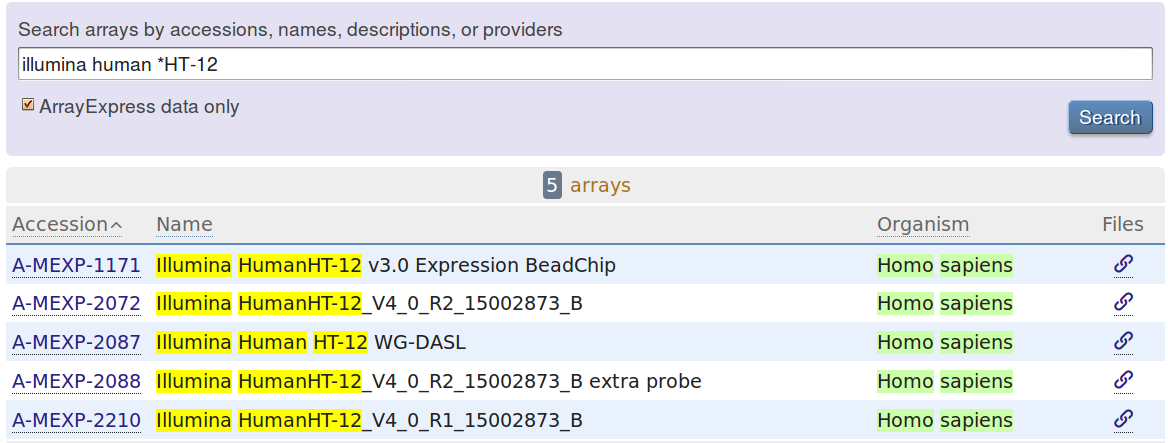 Search arrays by accessions, names, descriptions, or providers
illumina human *HT-12
ArrayExpress data only
Search
5 arrays
Accession Name Organism Files
A-MEXP-1171 Illumina HumanHT-12 v3.0 Expression BeadChip Homo sapiens
A-MEXP-2072 Illumina HumanHT-12_V4_0_R2_15002873_B Homo sapiens
A-MEXP-2087 Illumina Human HT-12 WG-DASL Homo sapiens
A-MEXP-2088 Illumina HumanHT-12_V4_0_R2_15002873_B extra probe Homo sapiens
A-MEXP-2210 Illumina HumanHT-12_V4_0_R1_15002873_B Homo sapiens